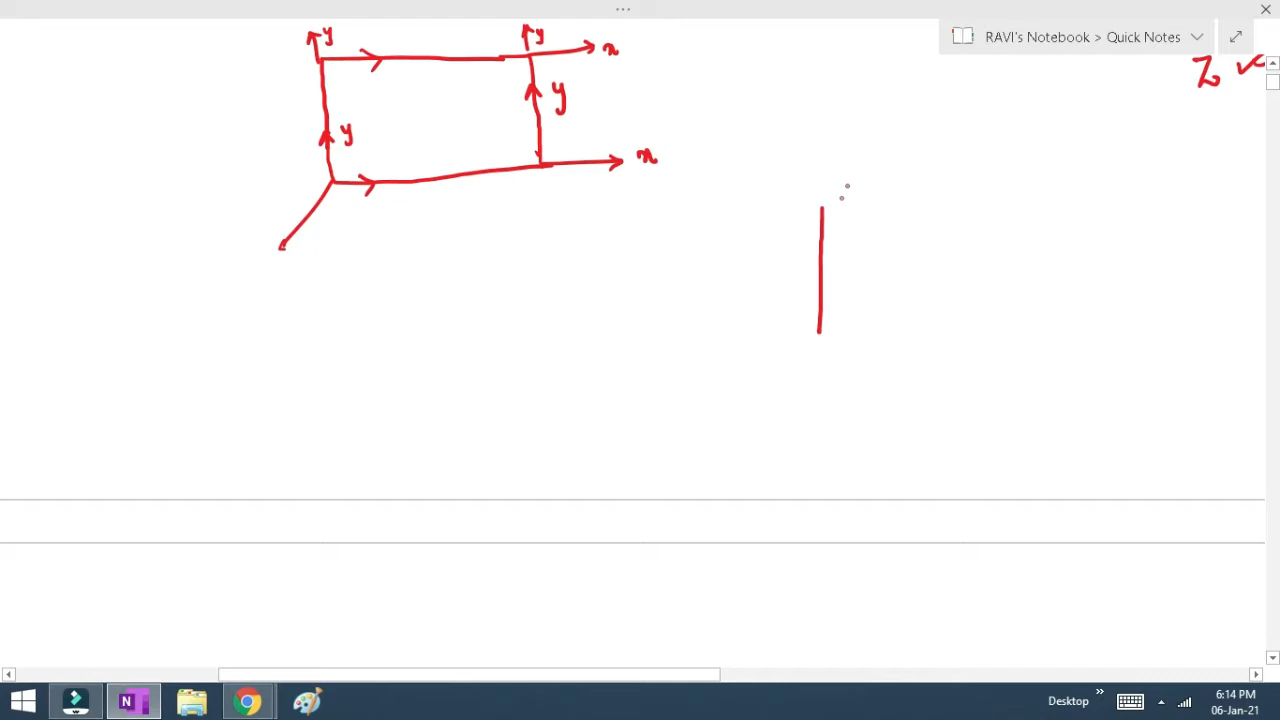 RAVI's Notebook > Quick Notes
y
y
x
y
y
x
Z
N
Desktop
6:14 PM
06-Jan-21